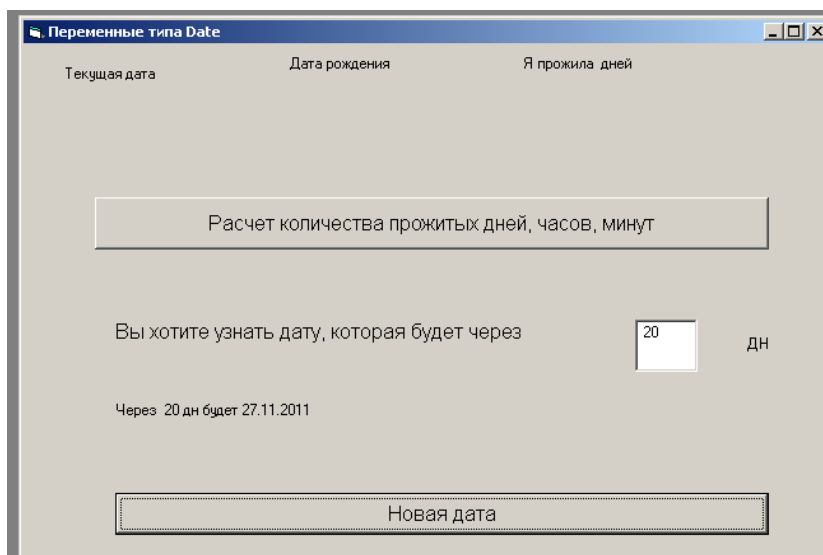 Переменные типа Date
Текущая дата
Дата рождения
Я прожила дней
Расчет количества прожитых дней, часов, минут
Вы хотите узнать дату, которая будет через
20
дн
Через 20 дн будет 27.11.2011
Новая дата